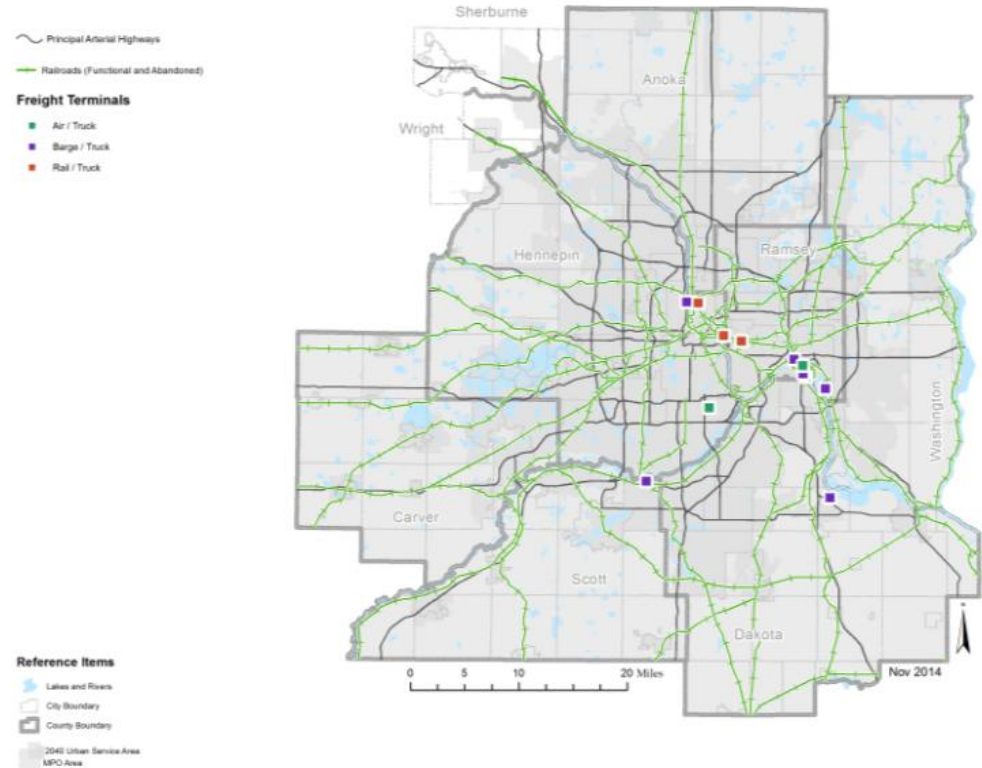 Sherburne
Principal Arterial Highways
Railroads (Functional and Abandoned)
Freight Terminals
Air / Truck
Barge / Truck
Rail / Truck
Anoka
Wright
Hennepin
Ramsey
Washington
Carver
Scott
Dakota
Reference Items
Lakes and Rivers
City Boundary
County Boundary
2040 Urban Service Area
MPO Area
0 5 10 20 Miles
N
Nov 2014